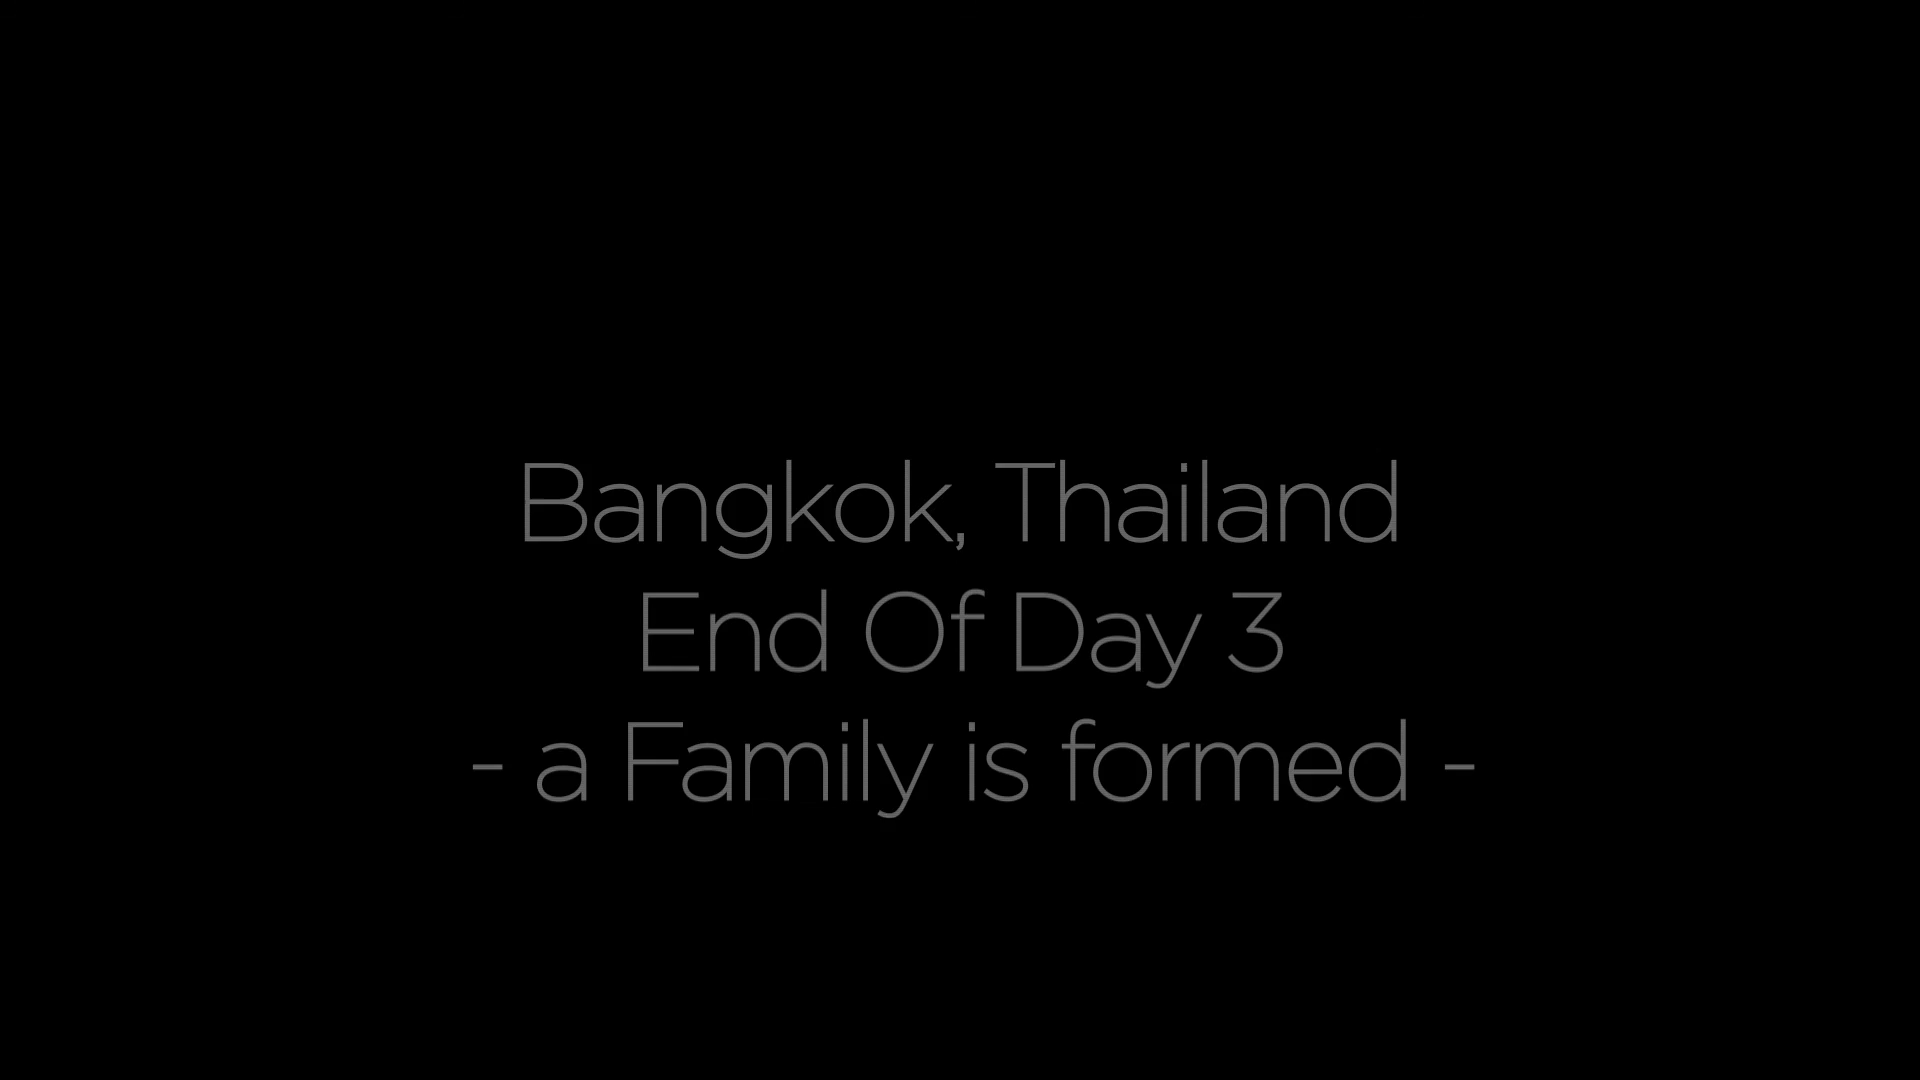 Bangkok, Thailand
End Of Day 3
- a Family is formed -